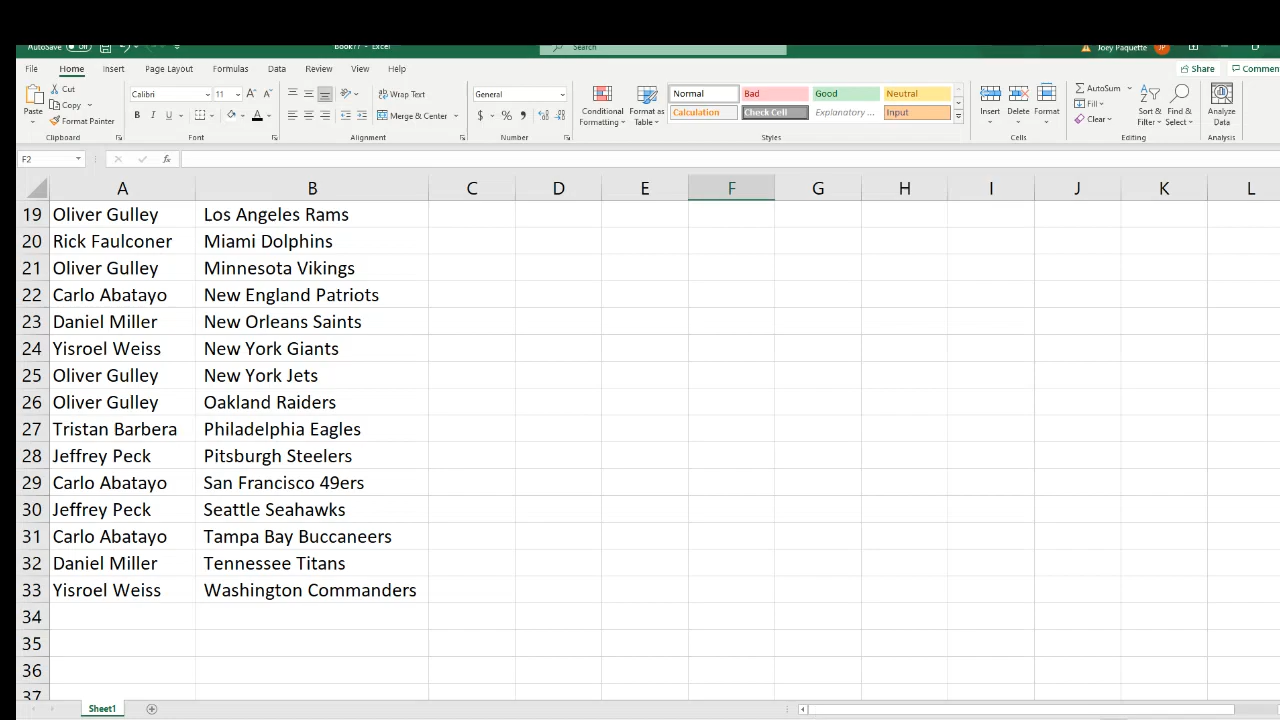 AutoSave Off Book77 - Excel Search Joey Paquette JP
File Home Insert Page Layout Formulas Data Review View Help Share Commen
Paste Cut Copy Format Painter Clipboard
Calibri 11 B I U A Font
Wrap Text Merge & Center Alignment
General $ % Number
Conditional Formatting Format as Table Normal Bad Good Neutral Calculation Check Cell Explanatory ... Input Styles
Insert Delete Format Cells
AutoSum Fill Clear Sort & Filter Find & Select Editing
Analyze Data Analysis
F2 fx
A B C D E F G H I J K L
19 Oliver Gulley Los Angeles Rams
20 Rick Faulconer Miami Dolphins
21 Oliver Gulley Minnesota Vikings
22 Carlo Abatayo New England Patriots
23 Daniel Miller New Orleans Saints
24 Yisroel Weiss New York Giants
25 Oliver Gulley New York Jets
26 Oliver Gulley Oakland Raiders
27 Tristan Barbera Philadelphia Eagles
28 Jeffrey Peck Pitsburgh Steelers
29 Carlo Abatayo San Francisco 49ers
30 Jeffrey Peck Seattle Seahawks
31 Carlo Abatayo Tampa Bay Buccaneers
32 Daniel Miller Tennessee Titans
33 Yisroel Weiss Washington Commanders
34
35
36
37
Sheet1